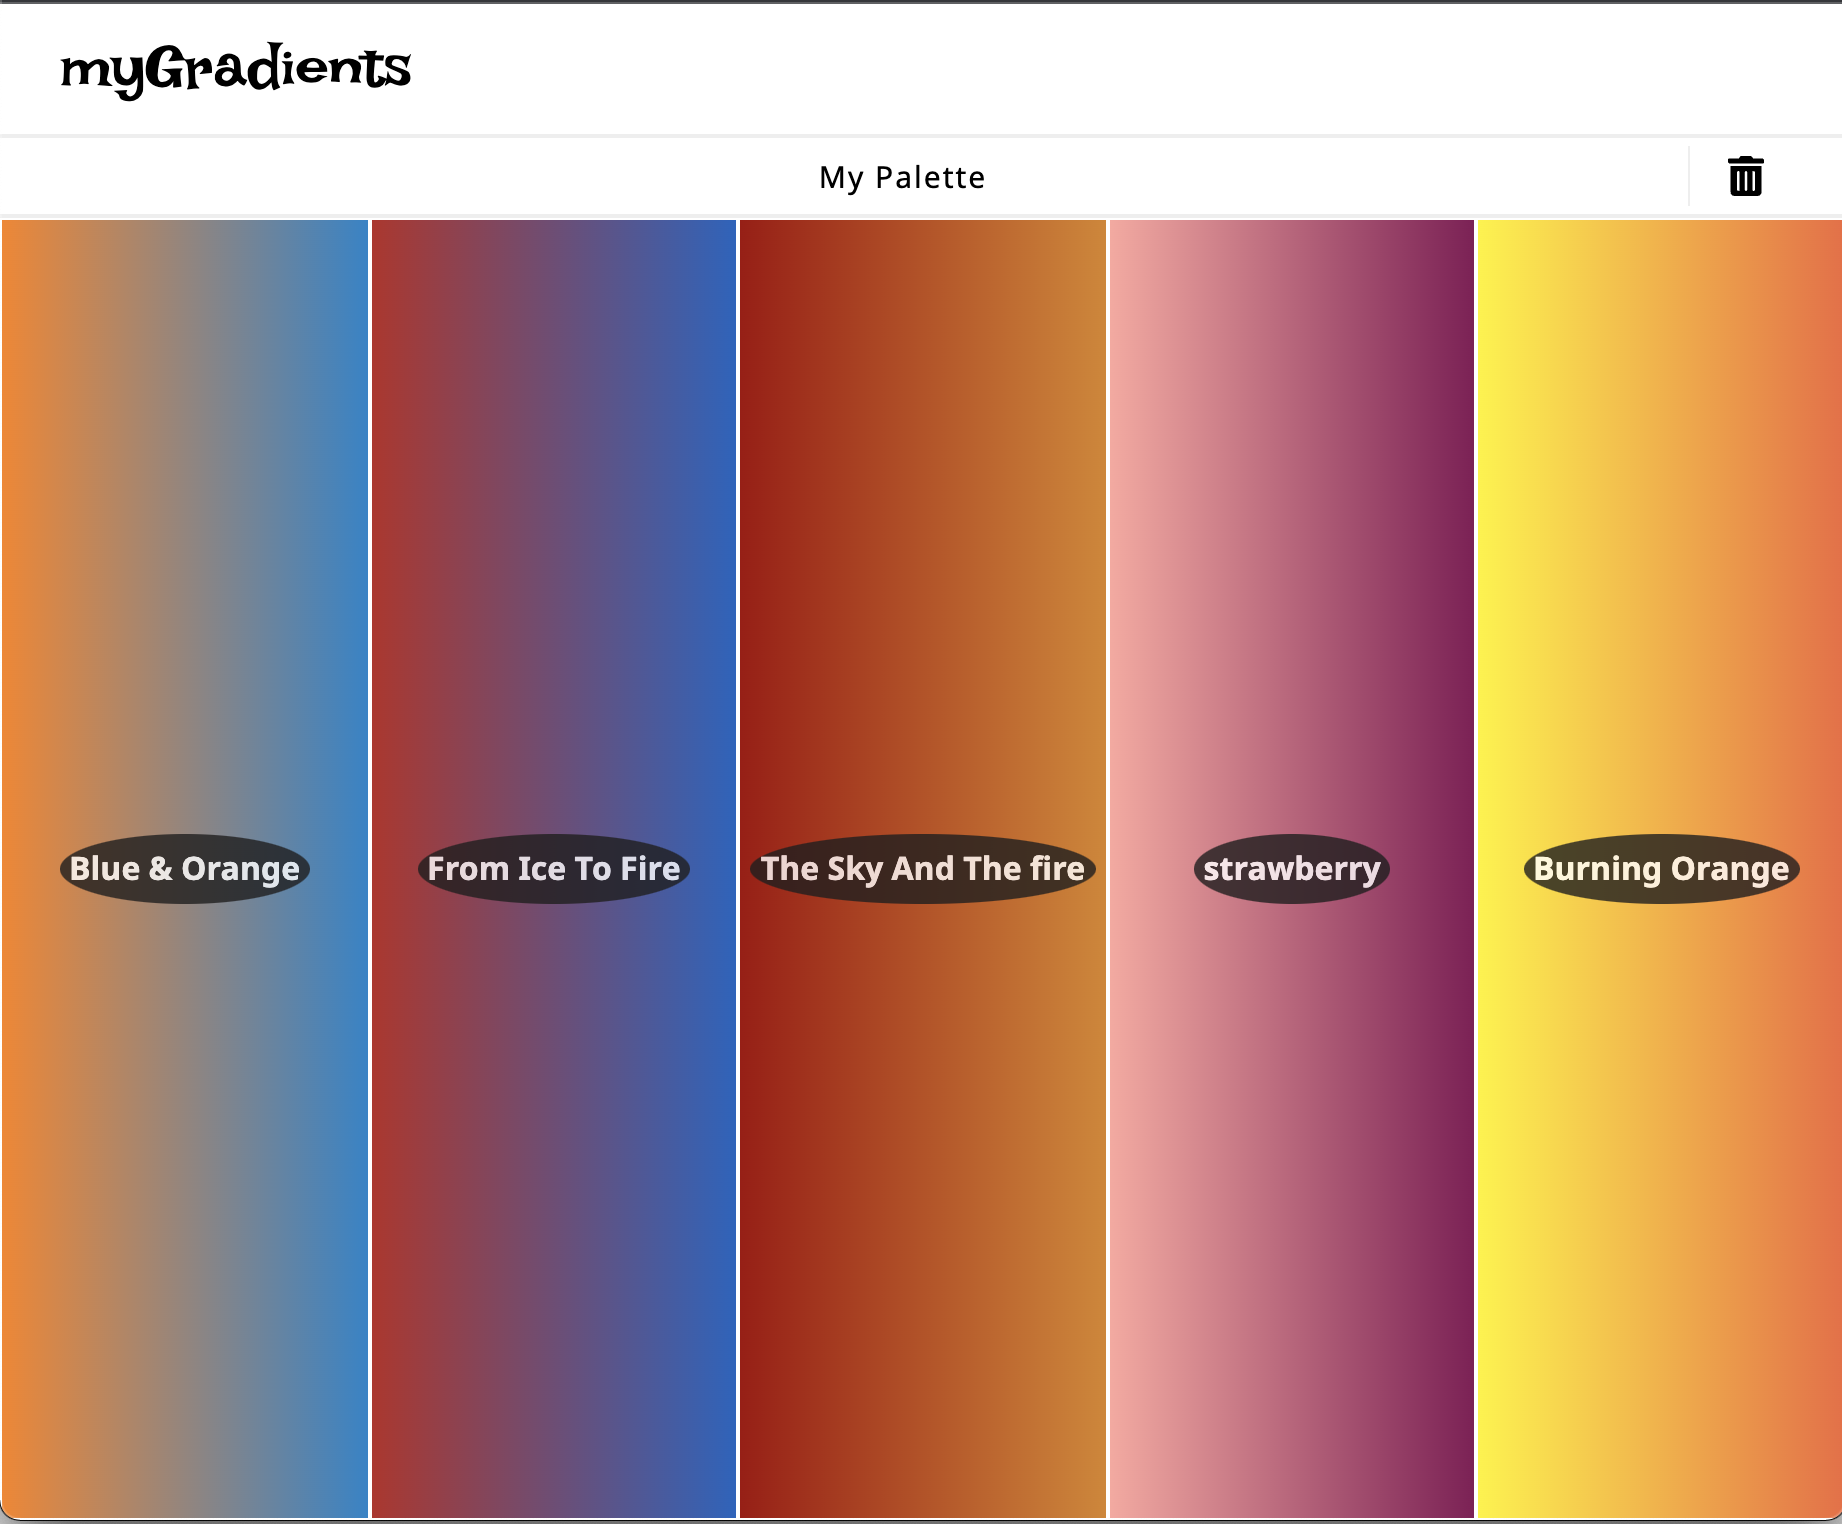 myGradients
My Palette
Blue & Orange
From Ice To Fire
The Sky And The fire
strawberry
Burning Orange